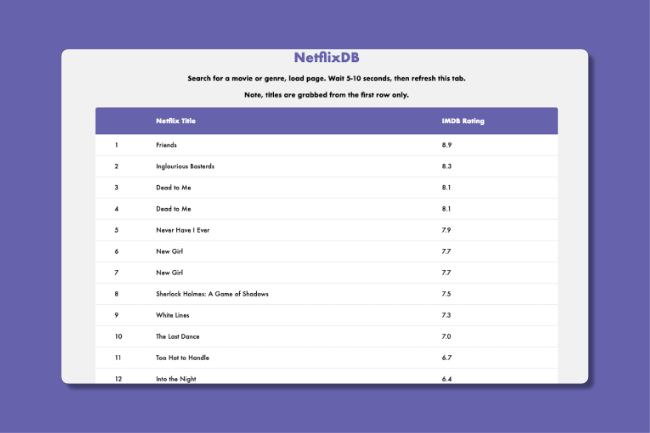 NetflixDB
Search for a movie or genre, load page. Wait 5-10 seconds, then refresh this tab.
Note, titles are grabbed from the first row only.
Netflix Title IMDB Rating
1 Friends 8.9
2 Inglourious Basterds 8.3
3 Dead to Me 8.1
4 Dead to Me 8.1
5 Never Have I Ever 7.9
6 New Girl 7.7
7 New Girl 7.7
8 Sherlock Holmes: A Game of Shadows 7.5
9 White Lines 7.3
10 The Last Dance 7.0
11 Too Hot to Handle 6.7
12 Into the Night 6.4